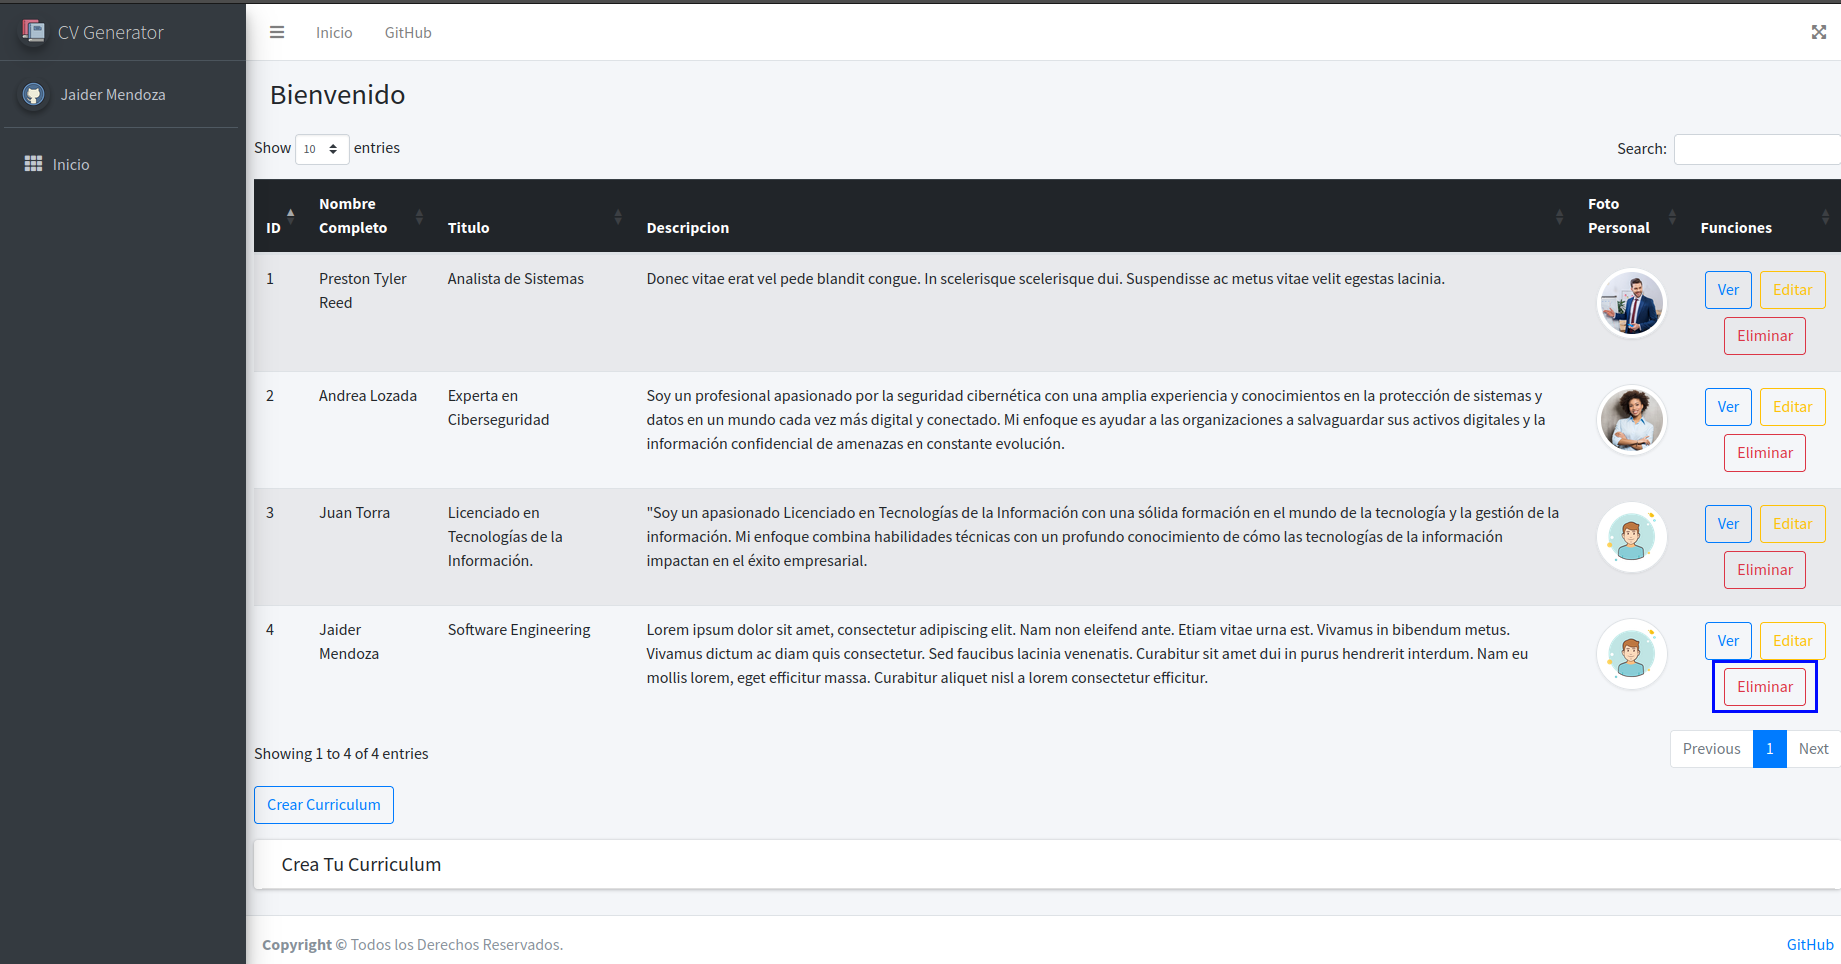 CV Generator
Inicio GitHub
Jaider Mendoza
Inicio
Bienvenido
Show 10 entries
Search:
ID Nombre Completo Titulo Descripcion Foto Personal Funciones
1 Preston Tyler Reed Analista de Sistemas Donec vitae erat vel pede blandit congue. In scelerisque scelerisque dui. Suspendisse ac metus vitae velit egestas lacinia.
Ver Editar
Eliminar
2 Andrea Lozada Experta en Ciberseguridad
Soy un profesional apasionado por la seguridad cibernética con una amplia experiencia y conocimientos en la protección de sistemas y
datos en un mundo cada vez más digital y conectado. Mi enfoque es ayudar a las organizaciones a salvaguardar sus activos digitales y la
información confidencial de amenazas en constante evolución.
Ver Editar
Eliminar
3 Juan Torra Licenciado en Tecnologías de la Información.
"Soy un apasionado Licenciado en Tecnologías de la Información con una sólida formación en el mundo de la tecnología y la gestión de la
información. Mi enfoque combina habilidades técnicas con un profundo conocimiento de cómo las tecnologías de la información
impactan en el éxito empresarial.
Ver Editar
Eliminar
4 Jaider Mendoza Software Engineering
Lorem ipsum dolor sit amet, consectetur adipiscing elit. Nam non eleifend ante. Etiam vitae urna est. Vivamus in bibendum metus.
Vivamus dictum ac diam quis consectetur. Sed faucibus lacinia venenatis. Curabitur sit amet dui in purus hendrerit interdum. Nam eu
mollis lorem, eget efficitur massa. Curabitur aliquet nisl a lorem consectetur efficitur.
Ver Editar
Eliminar
Showing 1 to 4 of 4 entries
Previous 1 Next
Crear Curriculum
Crea Tu Curriculum
Copyright © Todos los Derechos Reservados.
GitHub